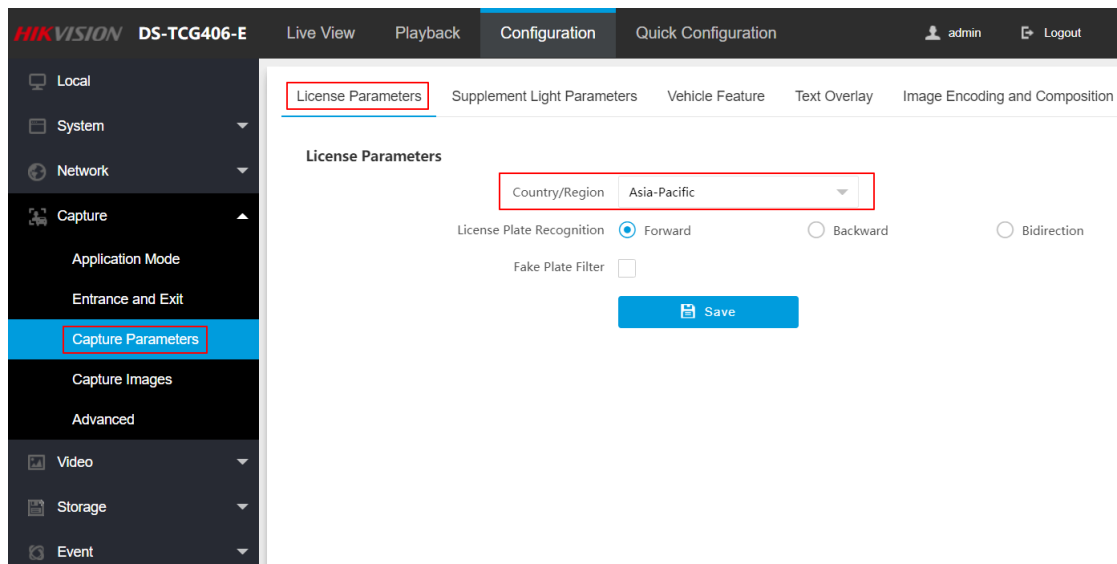 HIKVISION DS-TCG406-E Live View Playback Configuration Quick Configuration admin Logout
Local
System
Network
Capture
Application Mode
Entrance and Exit
Capture Parameters
Capture Images
Advanced
Video
Storage
Event
License Parameters Supplement Light Parameters Vehicle Feature Text Overlay Image Encoding and Composition
License Parameters
Country/Region Asia-Pacific
License Plate Recognition Forward Backward Bidirection
Fake Plate Filter
Save